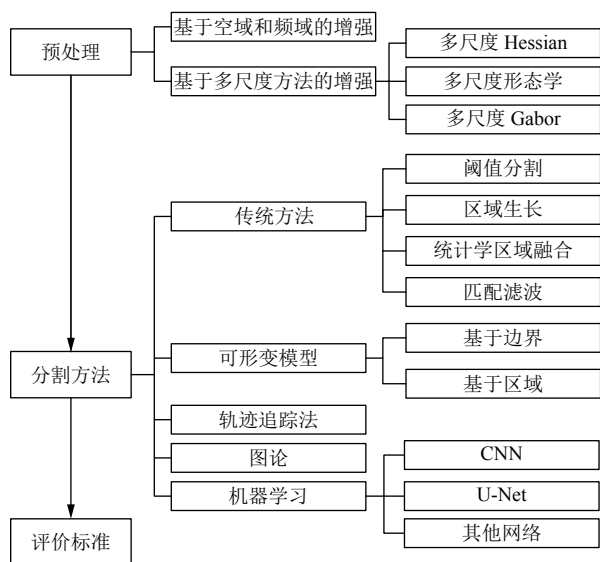 预处理
基于空域和频域的增强
基于多尺度方法的增强
多尺度 Hessian
多尺度形态学
多尺度 Gabor
分割方法
传统方法
阈值分割
区域生长
统计学区域融合
匹配滤波
可形变模型
基于边界
基于区域
轨迹追踪法
图论
机器学习
CNN
U-Net
其他网络
评价标准